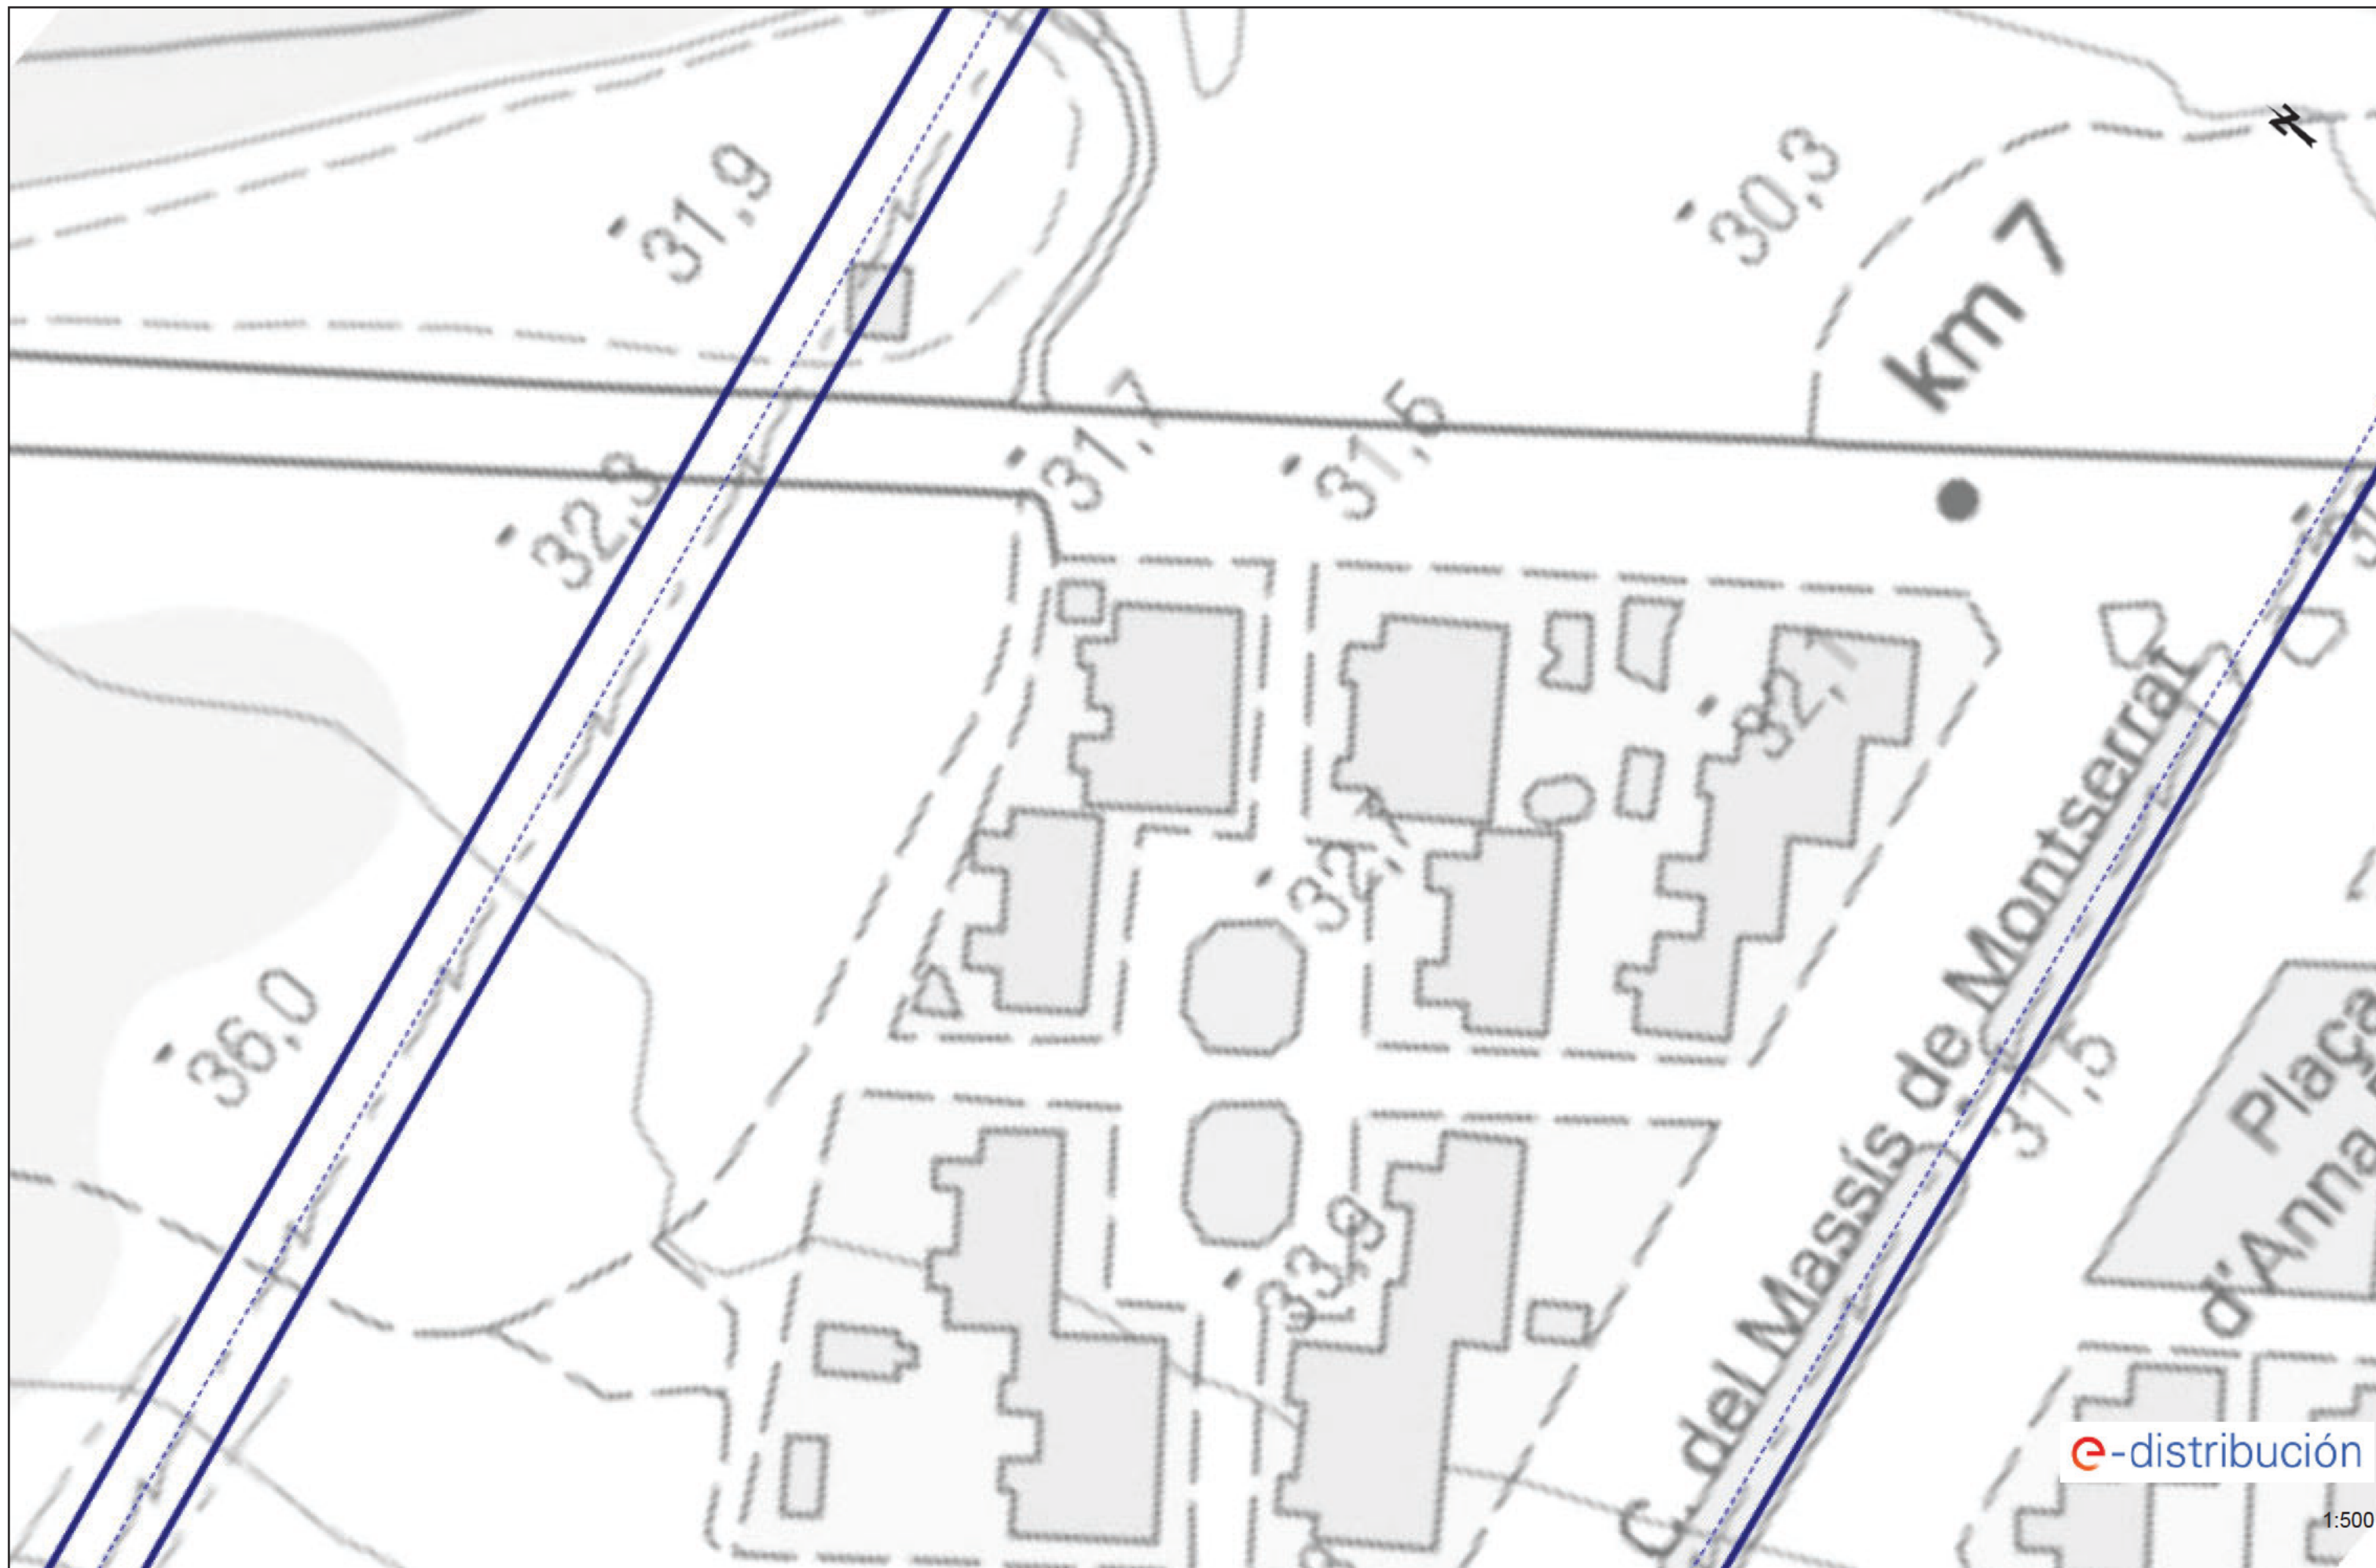 31,9
30,3
km 7
31,7
31,6
32,3
32,1
32,1
36,0
C. del Massís de Montserrat
31,5
Plaça
d'Anna
33,9
e-distribución
1:500